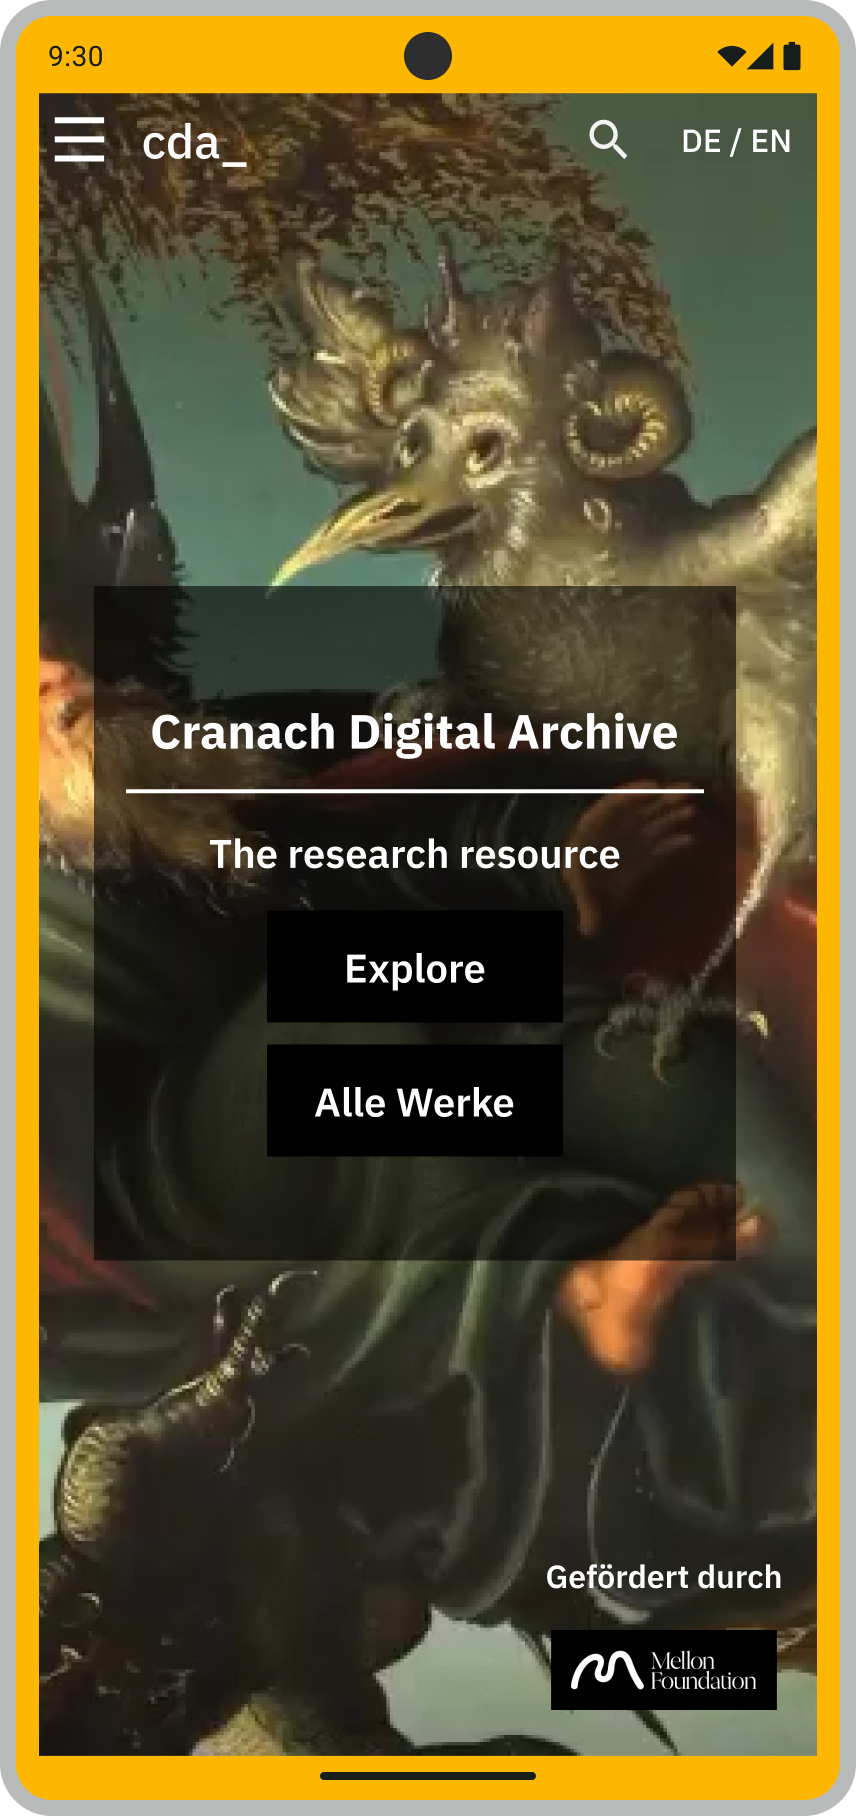 9:30
cda_
DE / EN
Cranach Digital Archive
The research resource
Explore
Alle Werke
Gefördert durch
Mellon
Foundation